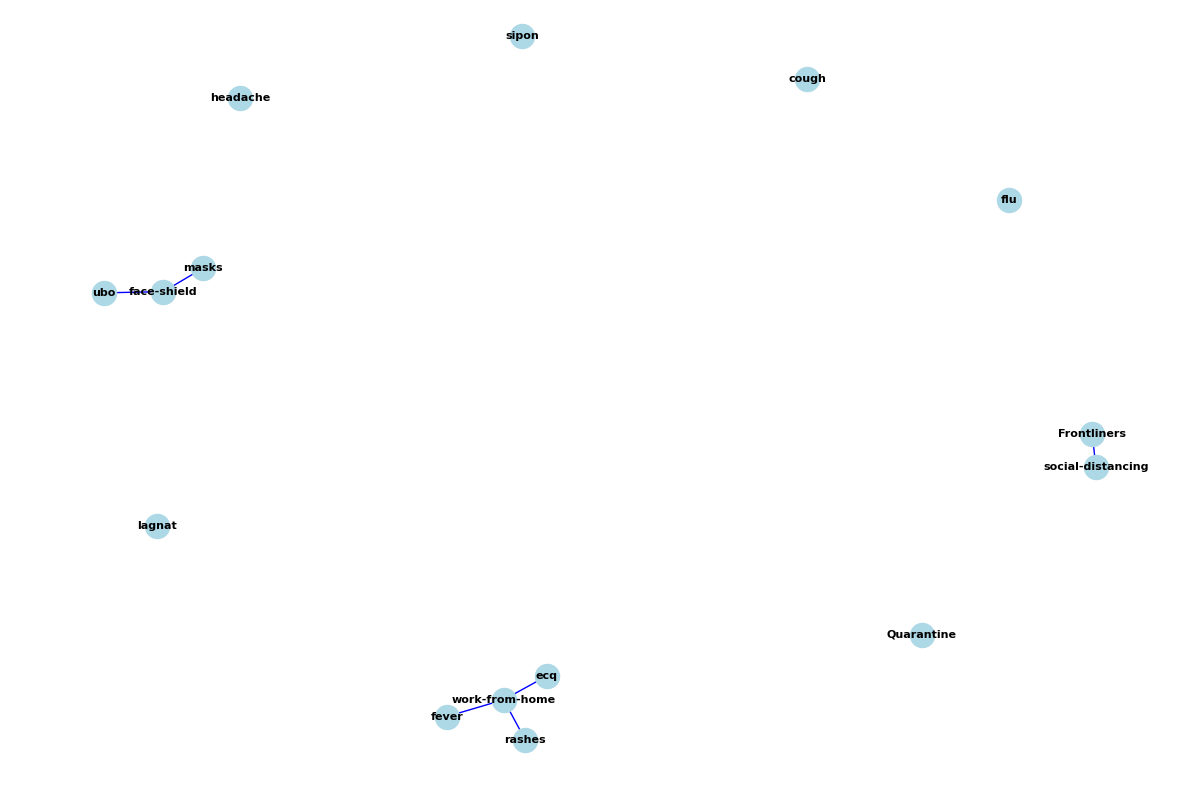 sipon
cough
headache
flu
masks
ubo
face-shield
Frontliners
social-distancing
lagnat
Quarantine
ecq
work-from-home
fever
rashes